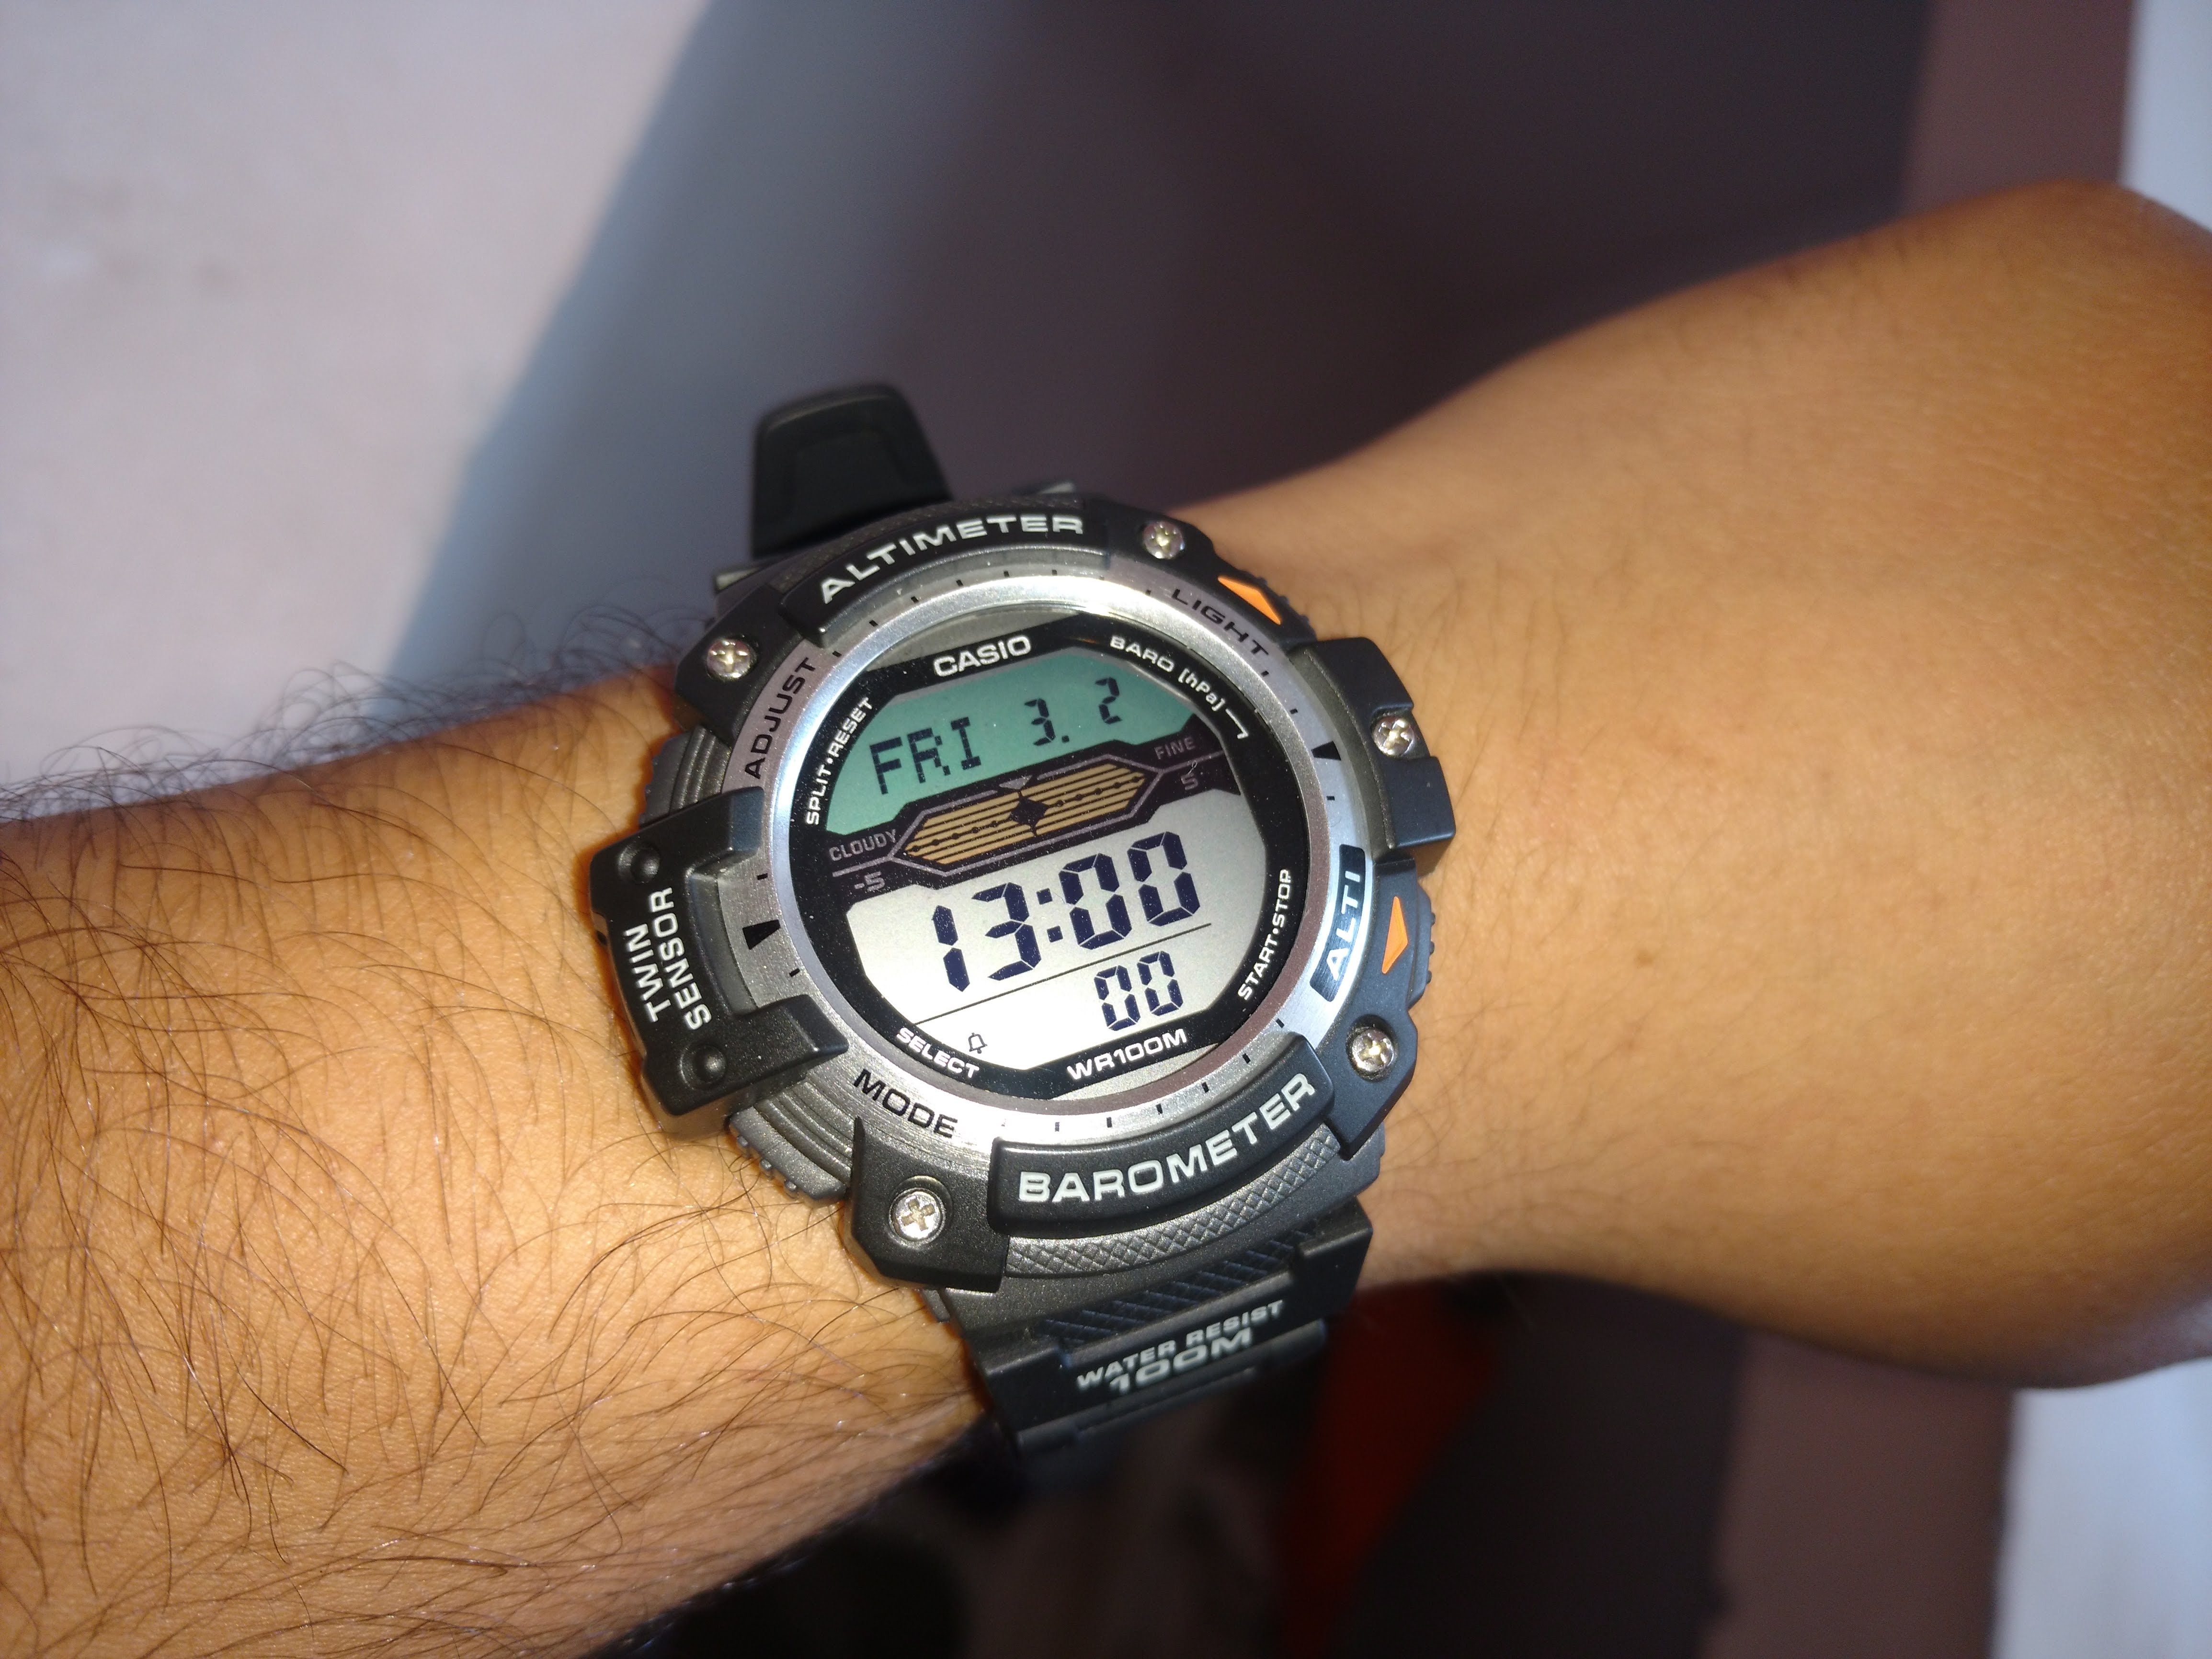 ALTIMETER
LIGHT
ADJUST
CASIO
BARO [hPa]
SPLIT•RESET
FRI 3. 2
FINE
5
CLOUDY
-5
13:00
00
TWIN
SENSOR
ALTI
START•STOP
SELECT
WR100M
MODE
BAROMETER
WATER RESIST
100M